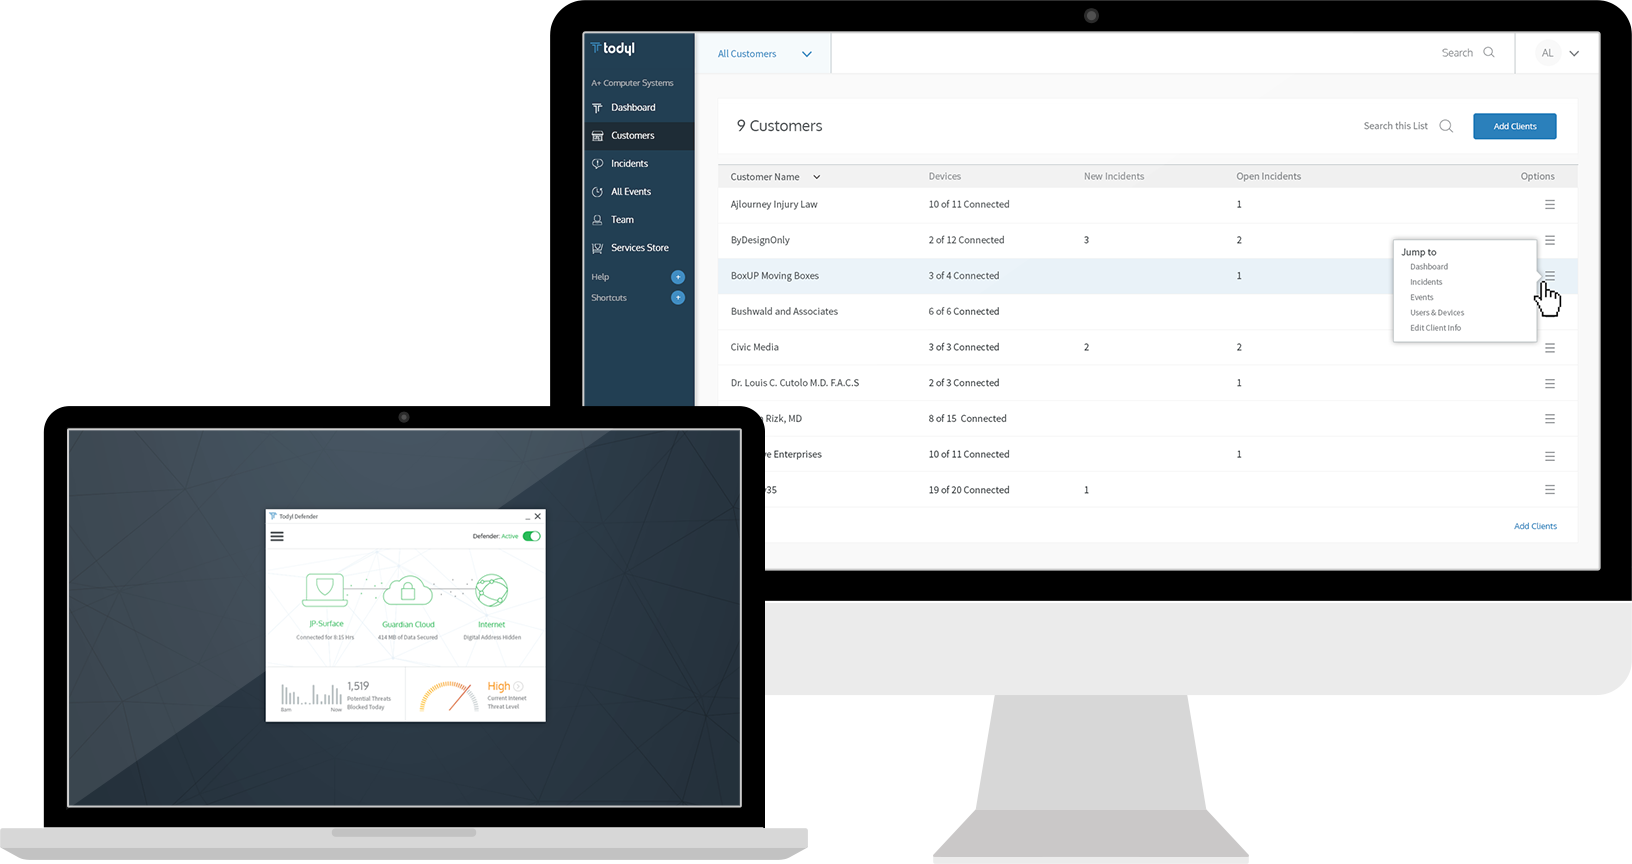 todyl
All Customers
Search
AL
A+ Computer Systems
Dashboard
Customers
Incidents
All Events
Team
Services Store
Help
Shortcuts
9 Customers
Search this List
Add Clients
Customer Name Devices New Incidents Open Incidents Options
Ajlourney Injury Law 10 of 11 Connected 1
ByDesignOnly 2 of 12 Connected 3 2
BoxUP Moving Boxes 3 of 4 Connected 1
Bushwald and Associates 6 of 6 Connected
Civic Media 3 of 3 Connected 2 2
Dr. Louis C. Cutolo M.D. F.A.C.S 2 of 3 Connected 1
Rizk, MD 8 of 15 Connected
Enterprises 10 of 11 Connected 1
19 of 20 Connected 1
Add Clients
Jump to
Dashboard
Incidents
Events
Users & Devices
Edit Client Info
Todyl Defender
Defender: Active
JP-Surface Guardian Cloud Internet
Connected for 8:15 Hrs 414 MB of Data Secured Digital Address Hidden
1,519
Potential Threats
Blocked Today
8am Now
High
Current Intenet
Threat Level